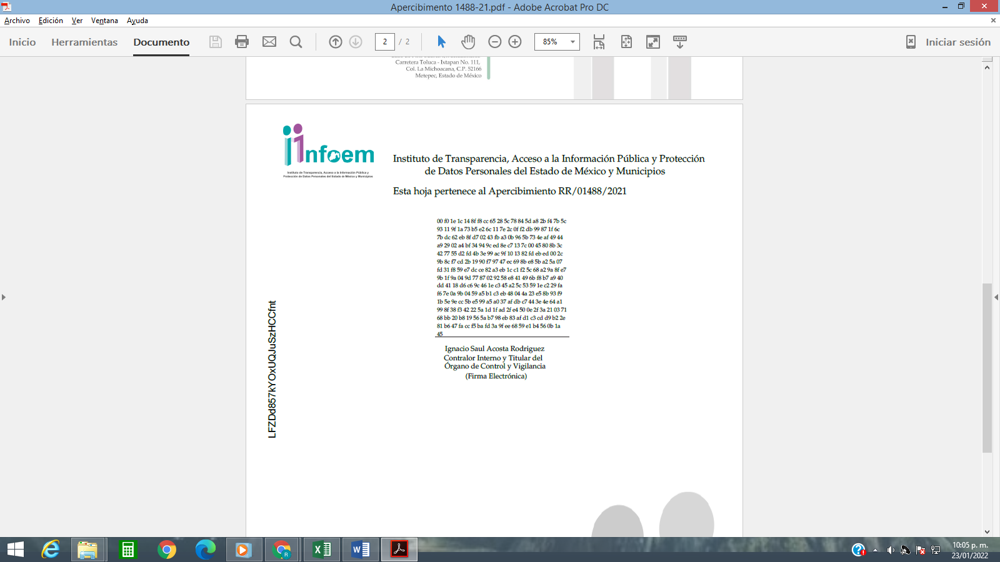 Apercibimento 1488-21.pdf - Adobe Acrobat Pro DC
Archivo Edición Ver Ventana Ayuda
Inicio Herramientas Documento 2 / 2 85% Iniciar sesión
Carretera Toluca - Ixtapan No. 111,
Col. La Michoacana, C.P. 52166
Metepec, Estado de México
infoem
Instituto de Transparencia, Acceso a la Información Pública y
Protección de Datos Personales del Estado de México y Municipios
Instituto de Transparencia, Acceso a la Información Pública y Protección
de Datos Personales del Estado de México y Municipios
Esta hoja pertenece al Apercibimiento RR/01488/2021
00 f0 1e 1c 14 8f f8 cc 65 28 5c 78 84 5d a8 2b f4 7b 5c
93 11 9f 1a 73 b5 e2 6c 11 7e 2c 0f f2 db 99 87 1f 6c
7b dc 62 eb 8f d7 02 43 fb a3 0b 96 5b 73 4e af 49 44
a9 29 02 a4 bf 34 94 9c ed 8e c7 13 7c 00 45 80 8b 3c
42 77 55 d2 fd 4b 3e 99 ac 9f 10 13 82 fd eb ed 00 2c
9b 8c f7 cd 2b 19 90 f7 97 47 ec 69 8b e8 5b a2 5a 07
fd 31 f8 59 e7 dc ce 82 a3 eb 1c c1 f2 5c 68 a2 9a 8f e7
9b 1f 9a 04 9d 77 87 02 92 58 e8 41 49 6b f8 b7 a9 40
dd 41 18 d6 c6 9c 46 1e c3 45 a2 5c 53 59 1e c2 29 fa
f6 7e 0a 9b 04 59 a5 b1 c3 eb 48 04 4a 23 e5 8b 93 f9
1b 5e 9e cc 5b e5 99 a5 a0 37 af db c7 44 3e 4e 64 a1
99 8f 38 f3 42 22 5a 1d 1f ad 2f e4 50 0e 2f 3a 21 03 71
68 bb 20 b8 19 56 5a b7 98 eb 83 af d1 c3 cd d9 b2 2e
81 b6 47 fa cc f5 ba fd 3a 9f ee 68 59 e1 b4 56 0b 1a
45
Ignacio Saul Acosta Rodriguez
Contralor Interno y Titular del
Órgano de Control y Vigilancia
(Firma Electrónica)
LFZDd857kYOxUQJuSzHCCfnt
10:05 p. m.
23/01/2022